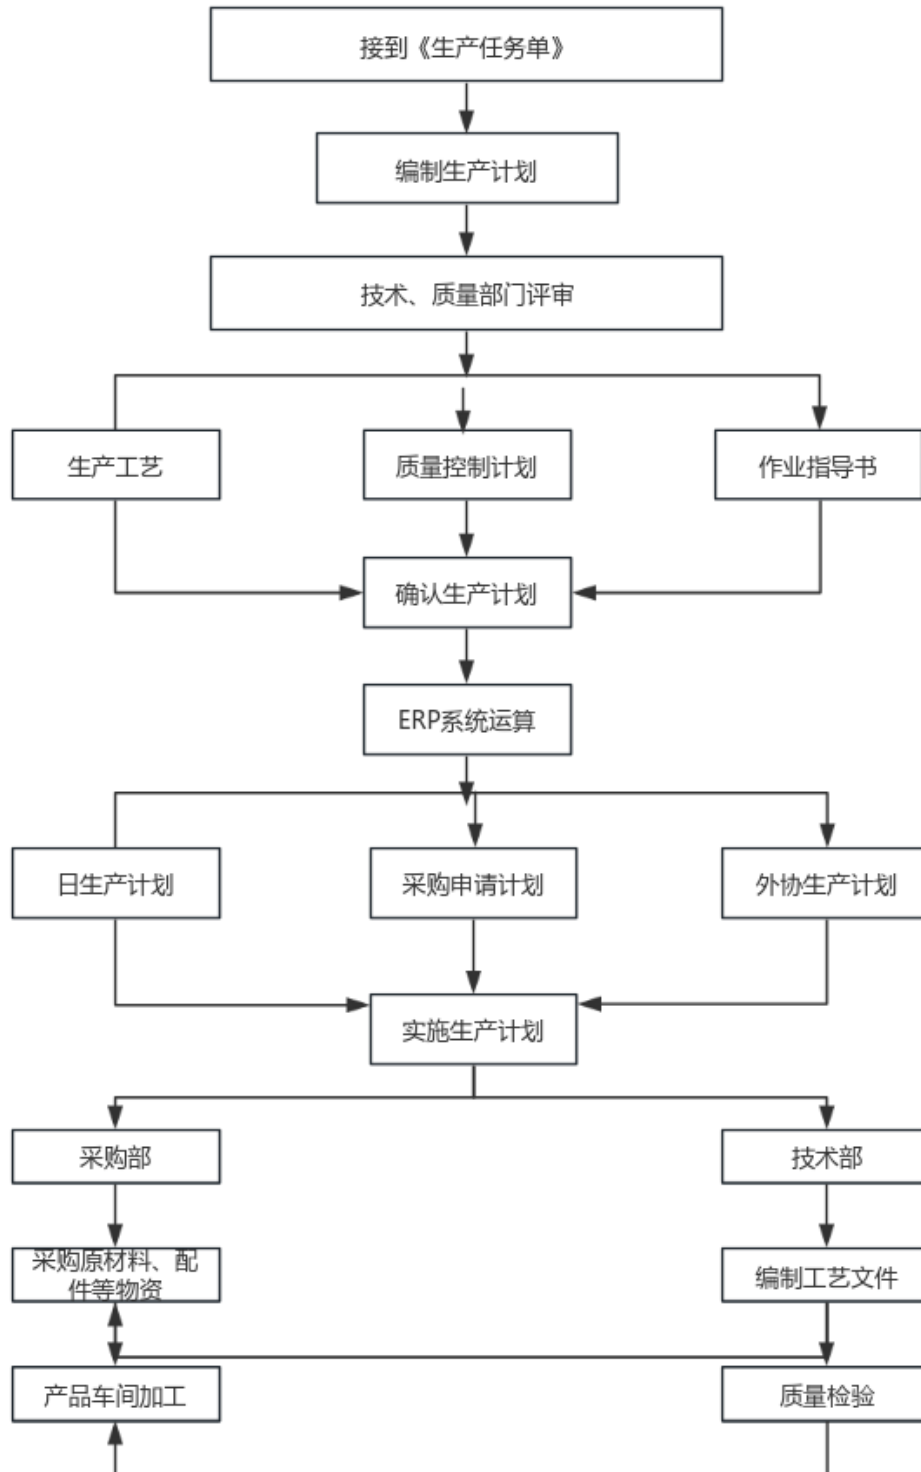 接到《生产任务单》
编制生产计划
技术、质量部门评审
生产工艺
质量控制计划
作业指导书
确认生产计划
ERP系统运算
日生产计划
采购申请计划
外协生产计划
实施生产计划
采购部
技术部
采购原材料、配
件等物资
编制工艺文件
产品车间加工
质量检验